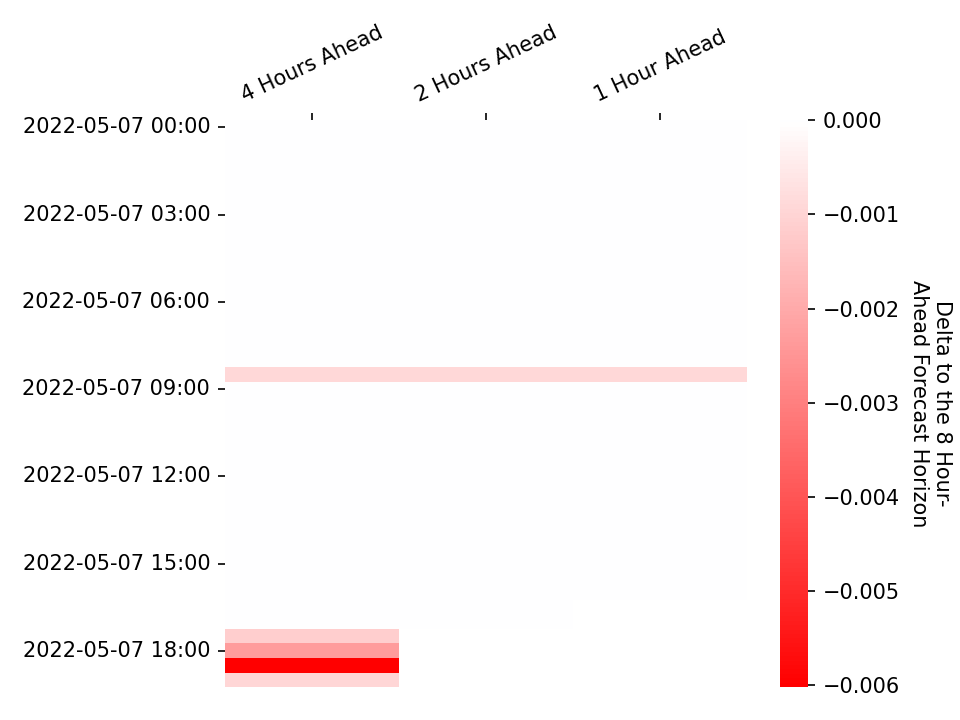 4 Hours Ahead
2 Hours Ahead
1 Hour Ahead
2022-05-07 00:00
2022-05-07 03:00
2022-05-07 06:00
2022-05-07 09:00
2022-05-07 12:00
2022-05-07 15:00
2022-05-07 18:00
0.000
−0.001
−0.002
−0.003
−0.004
−0.005
−0.006
Delta to the 8 Hour-
Ahead Forecast Horizon